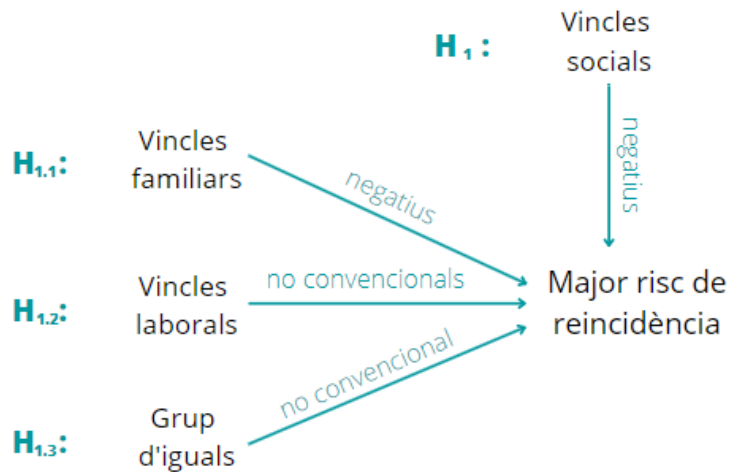 H 1 : Vincles
socials
negatius
H1.1: Vincles
familiars
negatius
H1.2: Vincles
laborals
no convencionals
Major risc de
reincidència
H1.3: Grup
d'iguals
no convencional